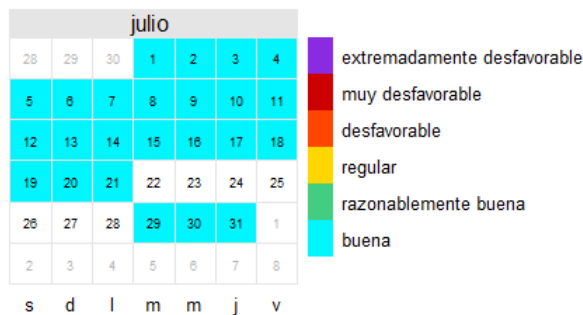 julio
28 29 30 1 2 3 4
5 6 7 8 9 10 11
12 13 14 15 16 17 18
19 20 21 22 23 24 25
26 27 28 29 30 31 1
2 3 4 5 6 7 8
s d l m m j v
extremadamente desfavorable
muy desfavorable
desfavorable
regular
razonablemente buena
buena